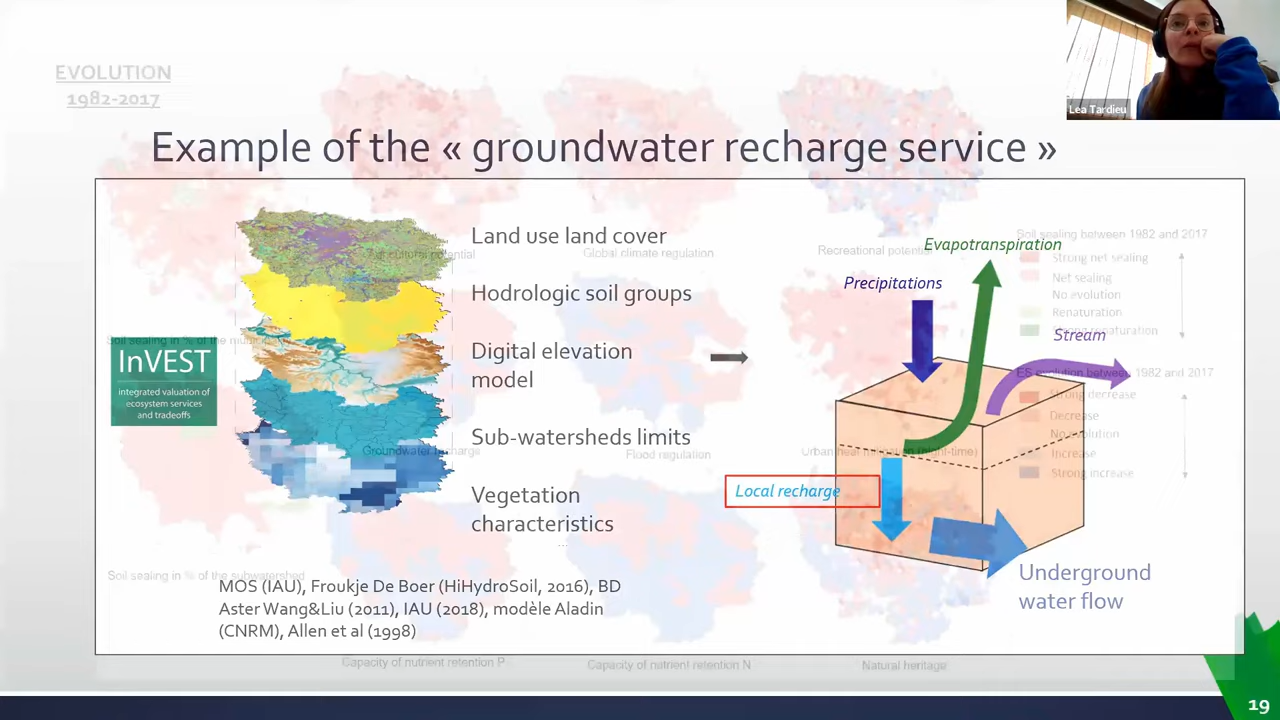 Lea Tardieu
EVOLUTION
1982-2017
Example of the « groundwater recharge service »
Land use land cover
Hodrologic soil groups
Digital elevation
model
Sub-watersheds limits
Vegetation
characteristics
...
InVEST
integrated valuation of
ecosystem services
and tradeoffs
Evapotranspiration
Precipitations
Stream
Local recharge
Underground
water flow
MOS (IAU), Froukje De Boer (HiHydroSoil, 2016), BD
Aster Wang&Liu (2011), IAU (2018), modèle Aladin
(CNRM), Allen et al (1998)
Agricultural potential
Global climate regulation
Recreational potential
Soil sealing between 1982 and 2017
Strong net sealing
Net sealing
No evolution
Renaturation
Strong renaturation
Soil sealing in % of the municipality
ES evolution between 1982 and 2017
Strong decrease
Decrease
No evolution
Increase
Strong increase
Groundwater recharge
Flood regulation
Urban heat mitigation (night-time)
Soil sealing in % of the subwatershed
Capacity of nutrient retention P
Capacity of nutrient retention N
Natural heritage
19